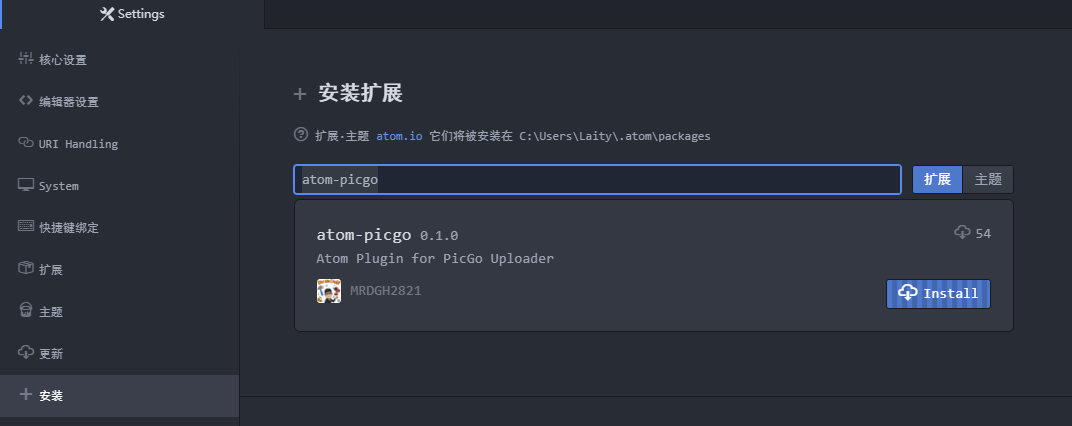 Settings
核心设置
编辑器设置
URI Handling
System
快捷键绑定
扩展
主题
更新
安装
安装扩展
扩展·主题 atom.io 它们将被安装在 C:\Users\Laity\.atom\packages
atom-picgo
扩展 主题
atom-picgo 0.1.0 54
Atom Plugin for PicGo Uploader
MRDGH2821
Install